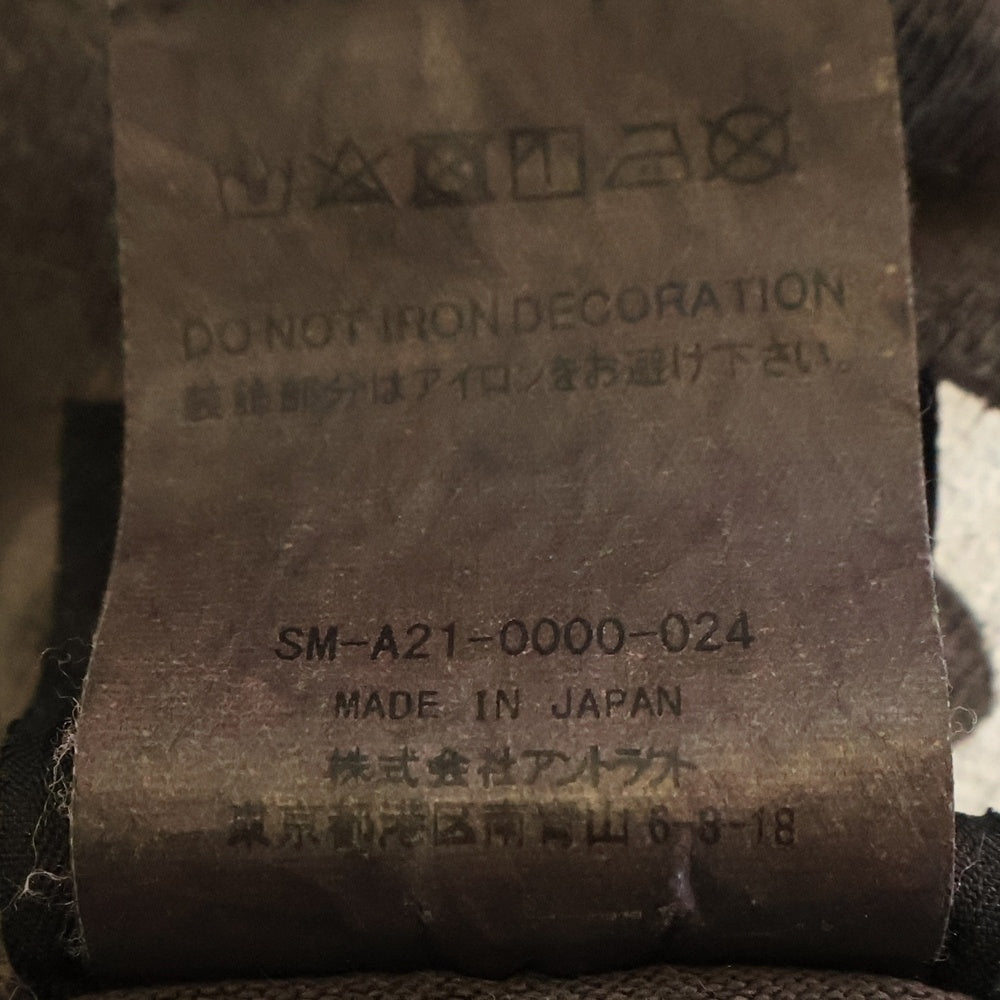 DO NOT IRON DECORATION
装飾部分はアイロンをお避け下さい。
SM-A21-0000-024
MADE IN JAPAN
株式会社アントラクト
東京都港区南青山6-8-18